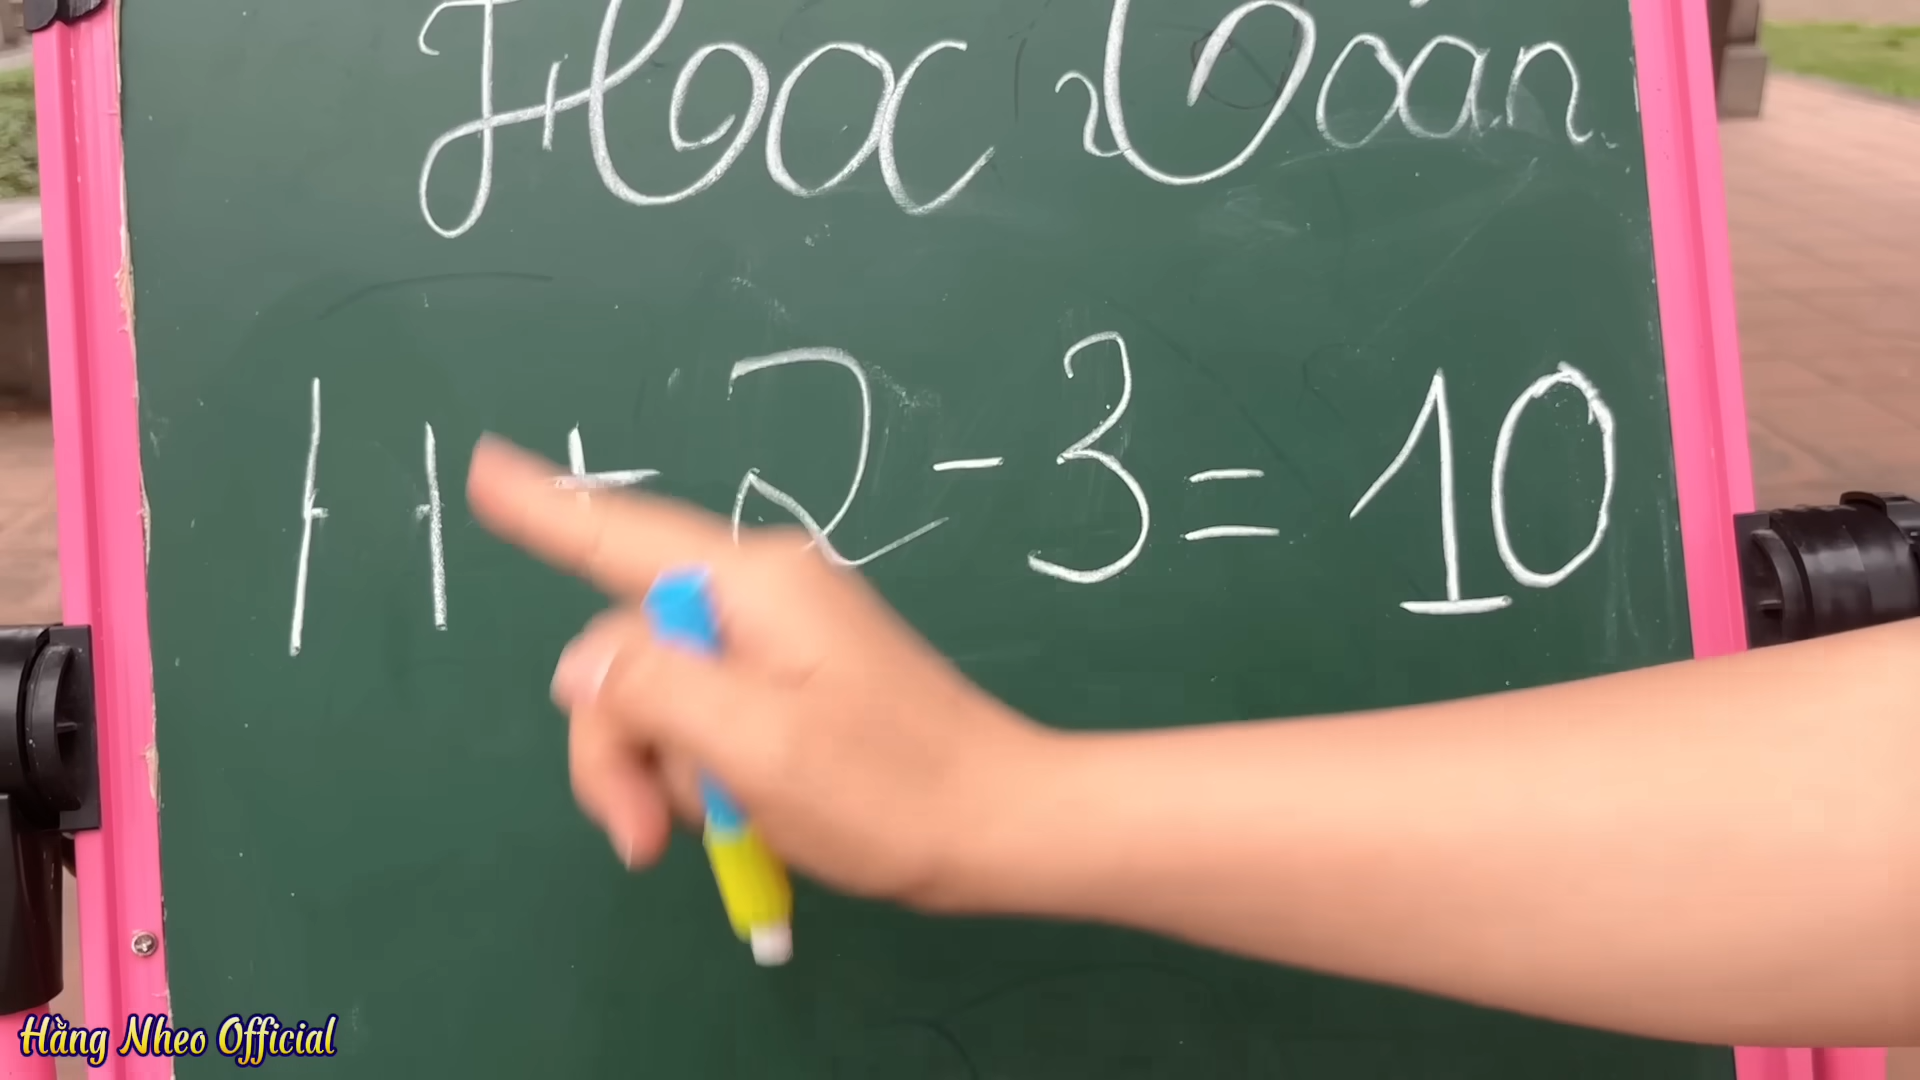 Học Toán
11 + 2 - 3 = 10
Hằng Nheo Official